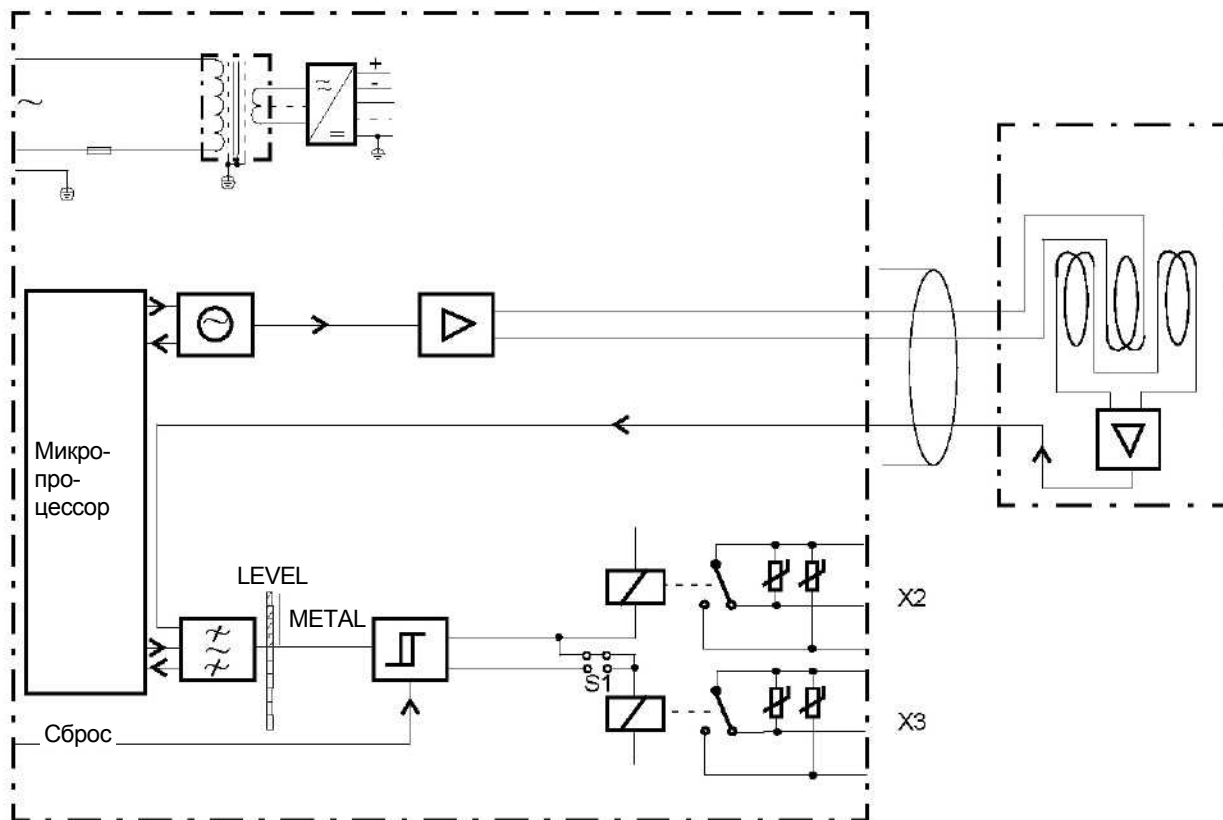 +
-
Микро-
про-
цессор
LEVEL
METAL
X2
S1
X3
Сброс